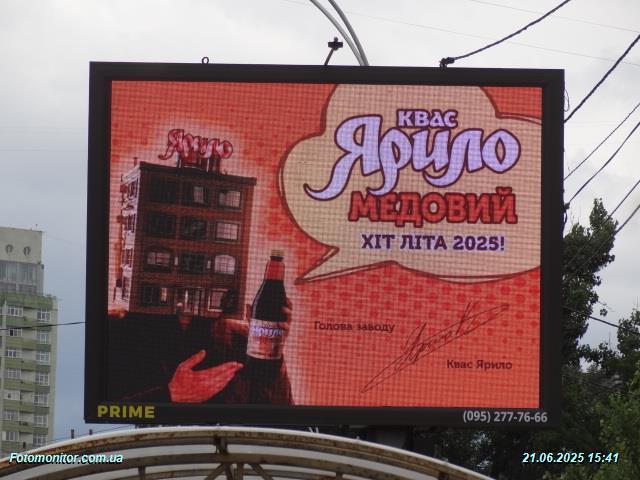 Ярило
КВАС
Ярило
МЕДОВИЙ
ХІТ ЛІТА 2025!
Голова заводу
Квас Ярило
Ярило
PRIME
(095) 277-76-66
Fotomonitor.com.ua
21.06.2025 15:41